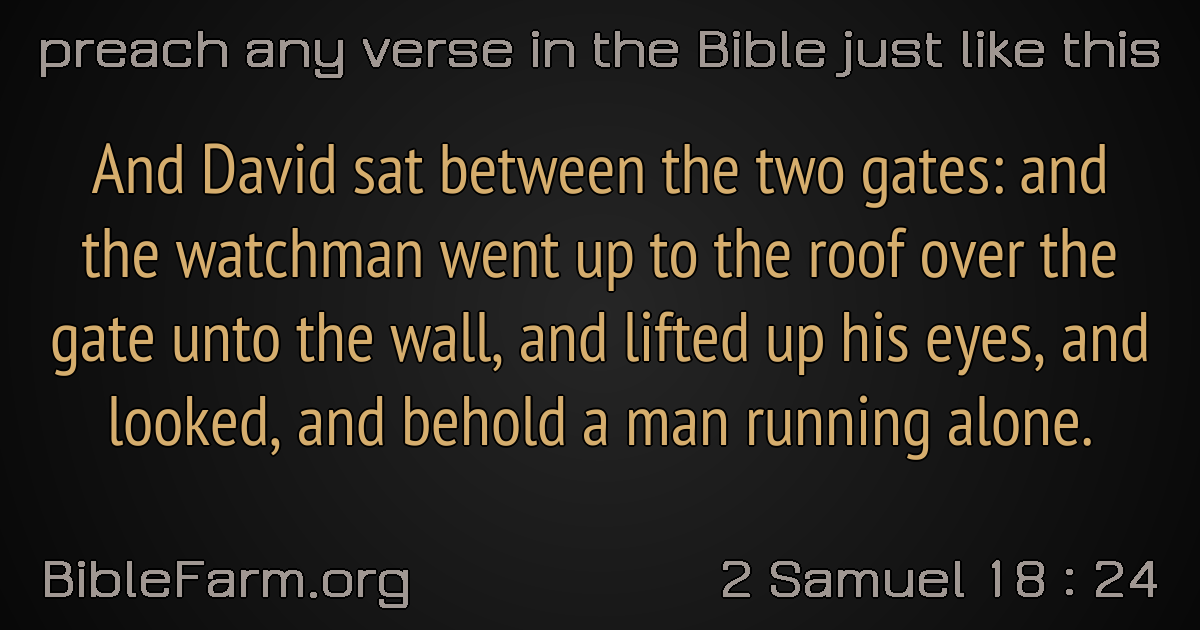 preach any verse in the Bible just like this
And David sat between the two gates: and
the watchman went up to the roof over the
gate unto the wall, and lifted up his eyes, and
looked, and behold a man running alone.
BibleFarm.org
2 Samuel 18 : 24